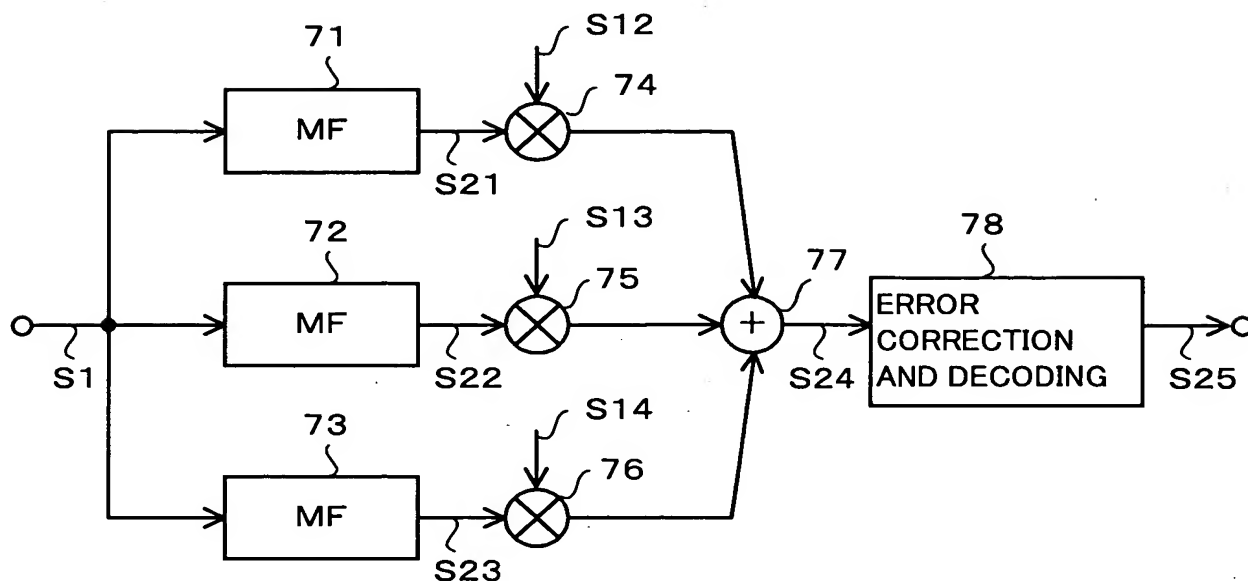 71
MF
S21
S12
74
72
MF
S22
S13
75
S1
73
MF
S23
S14
76
77
S24
78
ERROR
CORRECTION
AND DECODING
S25